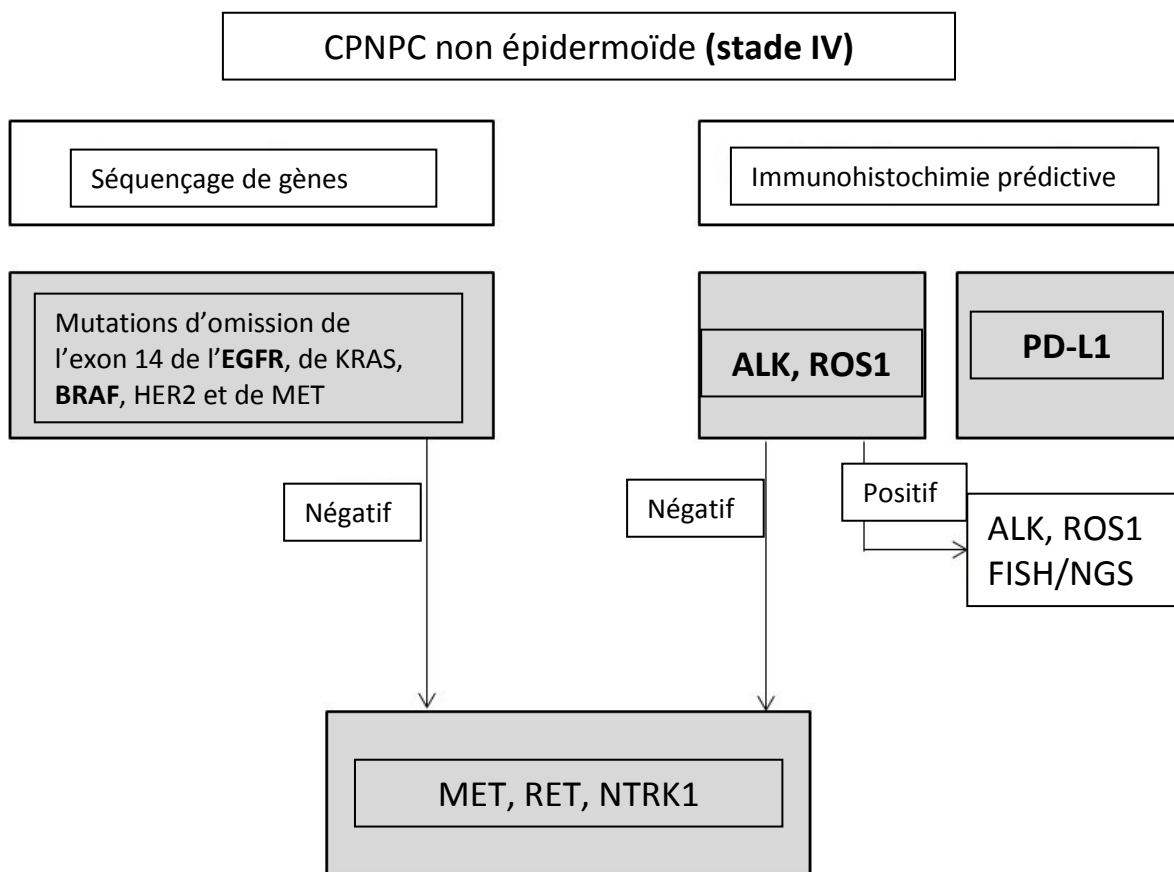 CPNPC non épidermoïde (stade IV)
Séquençage de gènes
Immunohistochimie prédictive
Mutations d’omission de
l’exon 14 de l’EGFR, de KRAS,
BRAF, HER2 et de MET
ALK, ROS1
PD-L1
Négatif
Négatif
Positif
ALK, ROS1
FISH/NGS
MET, RET, NTRK1